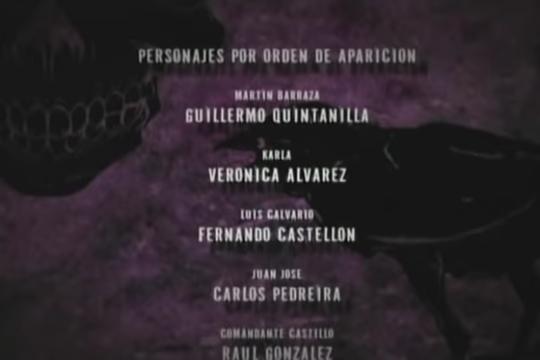 PERSONAJES POR ORDEN DE APARICION
MARTIN BARRAZA
GUILLERMO QUINTANILLA
KARLA
VERONICA ALVAREZ
LUIS CALVARIO
FERNANDO CASTELLON
JUAN JOSE
CARLOS PEDREIRA
COMANDANTE CASTILLO
RAUL GONZALEZ